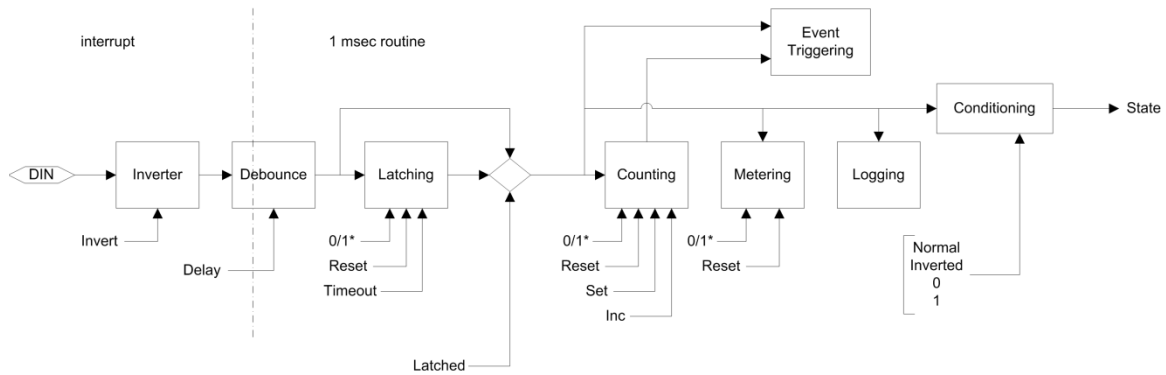 interrupt
1 msec routine
Event
Triggering
Conditioning
State
DIN
Inverter
Debounce
Latching
Counting
Metering
Logging
Invert
Delay
0/1*
Reset
Timeout
Latched
0/1*
Reset
Set
Inc
0/1*
Reset
Normal
Inverted
0
1